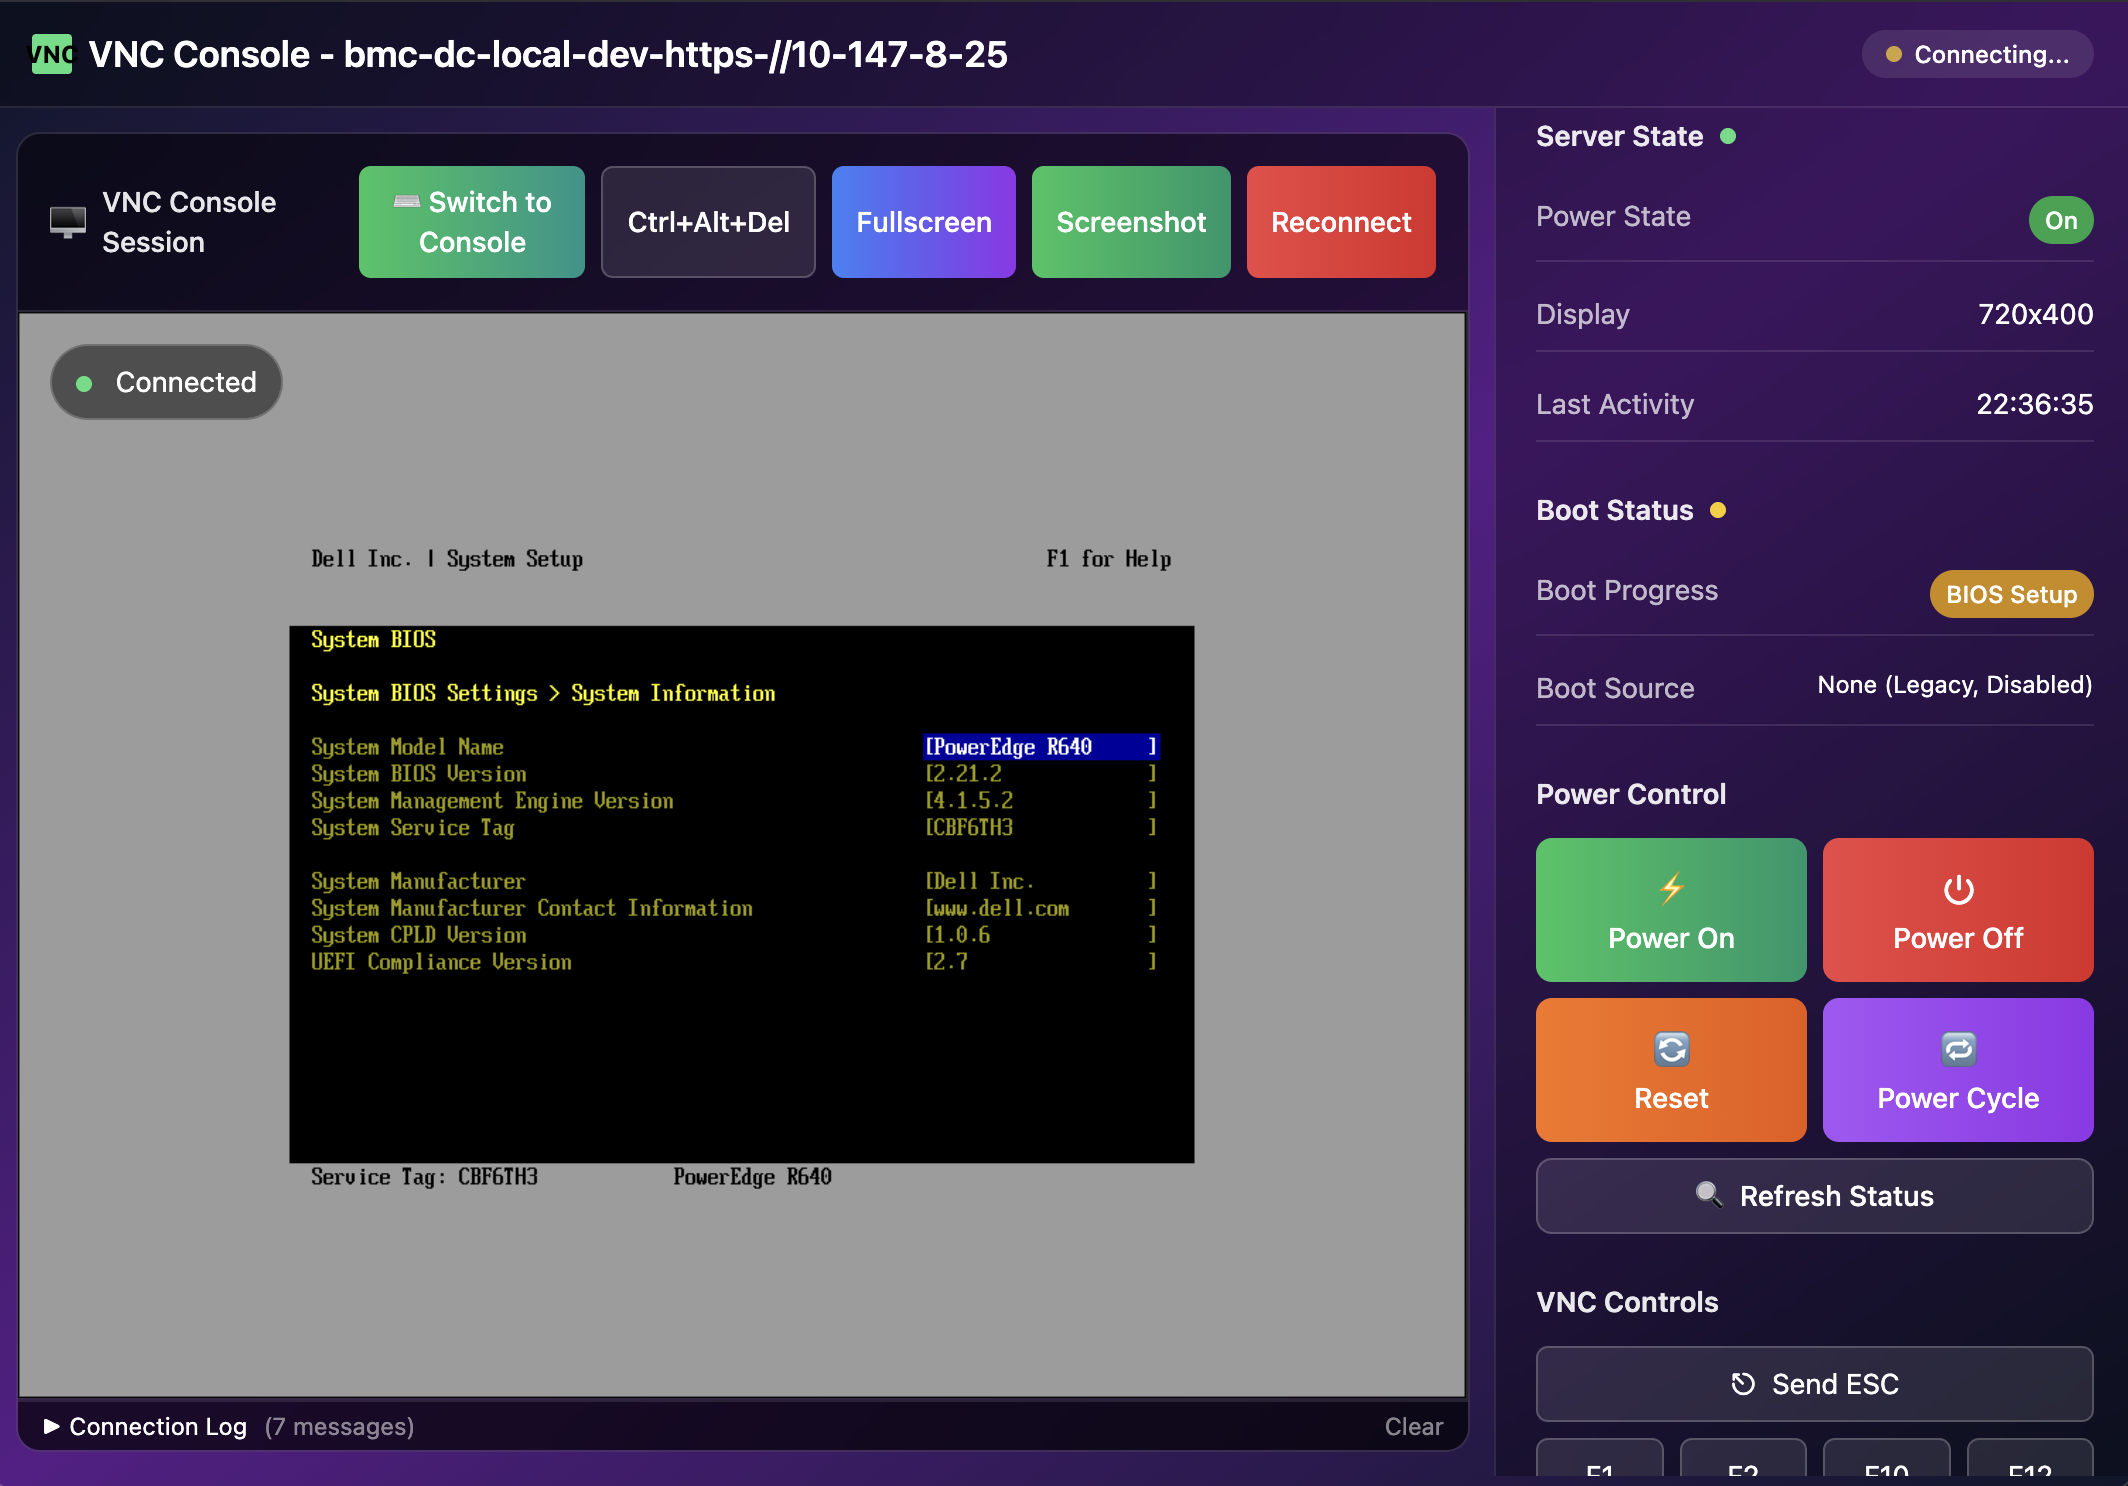 VNC VNC Console - bmc-dc-local-dev-https-//10-147-8-25
Connecting...
VNC Console
Session
Switch to
Console
Ctrl+Alt+Del
Fullscreen
Screenshot
Reconnect
Connected
Dell Inc. | System Setup F1 for Help
System BIOS
System BIOS Settings > System Information
System Model Name [PowerEdge R640 ]
System BIOS Version [2.21.2 ]
System Management Engine Version [4.1.5.2 ]
System Service Tag [CBF6TH3 ]
System Manufacturer [Dell Inc. ]
System Manufacturer Contact Information [www.dell.com ]
System CPLD Version [1.0.6 ]
UEFI Compliance Version [2.7 ]
Service Tag: CBF6TH3 PowerEdge R640
Connection Log (7 messages) Clear
Server State
Power State On
Display 720x400
Last Activity 22:36:35
Boot Status
Boot Progress BIOS Setup
Boot Source None (Legacy, Disabled)
Power Control
Power On
Power Off
Reset
Power Cycle
Refresh Status
VNC Controls
Send ESC
F1 F2 F10 F12